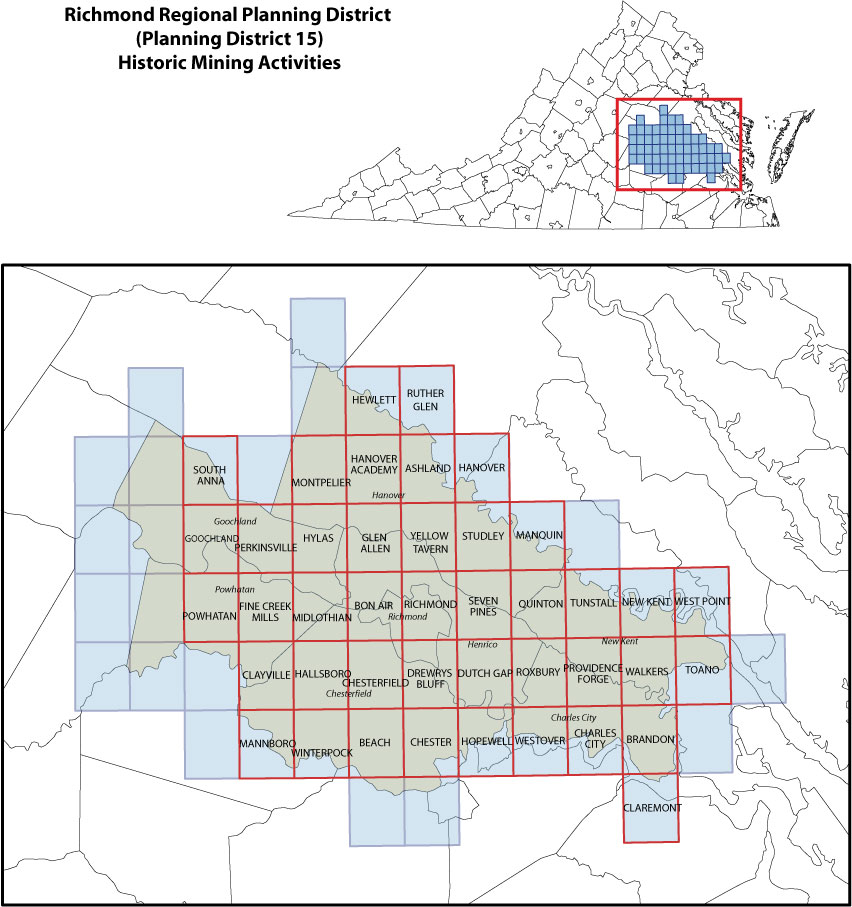 Richmond Regional Planning District
(Planning District 15)
Historic Mining Activities
HEWLETT
RUTHER
GLEN
SOUTH
ANNA
MONTPELIER
HANOVER
ACADEMY
ASHLAND
HANOVER
Hanover
Goochland
GOOCHLAND
PERKINSVILLE
HYLAS
GLEN
ALLEN
YELLOW
TAVERN
STUDLEY
MANQUIN
Powhatan
POWHATAN
FINE CREEK
MILLS
MIDLOTHIAN
BON AIR
RICHMOND
Richmond
SEVEN
PINES
QUINTON
TUNSTALL
NEW KENT
WEST POINT
Henrico
New Kent
CLAYVILLE
HALLSBORO
CHESTERFIELD
Chesterfield
DREWRYS
BLUFF
DUTCH GAP
ROXBURY
PROVIDENCE
FORGE
WALKERS
TOANO
Charles City
MANNBORO
WINTERPOCK
BEACH
CHESTER
HOPEWELL
WESTOVER
CHARLES
CITY
BRANDON
CLAREMONT